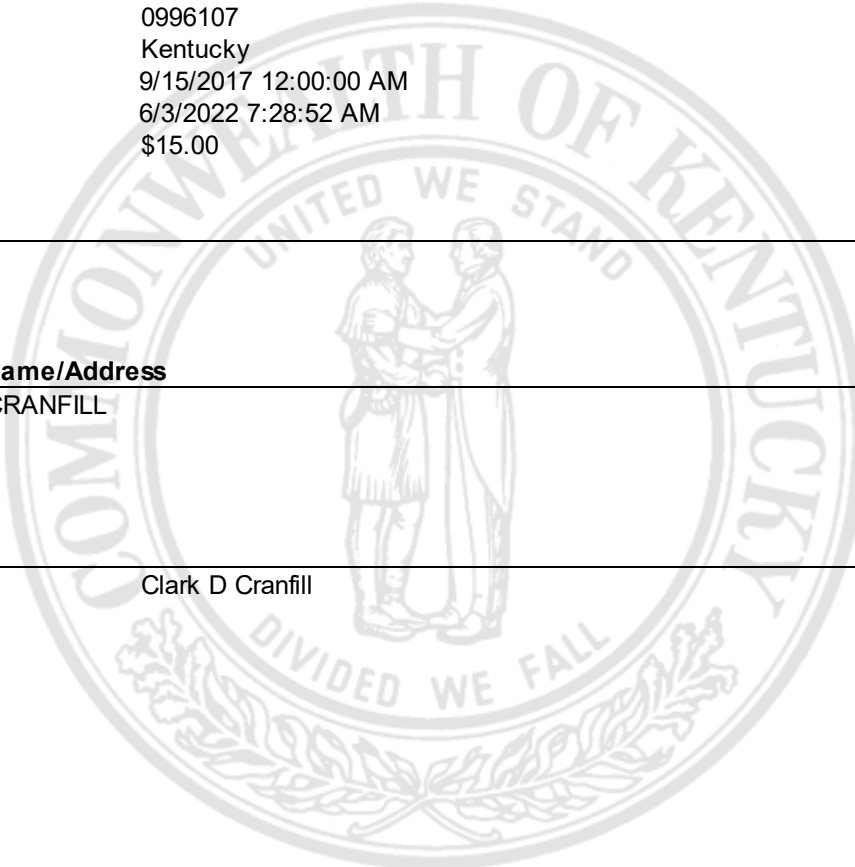 0996107
Kentucky
9/15/2017 12:00:00 AM
6/3/2022 7:28:52 AM
$15.00
COMMONWEALTH OF KENTUCKY
UNITED WE STAND
ame/Address
CRANFILL
Clark D Cranfill
DIVIDED WE FALL